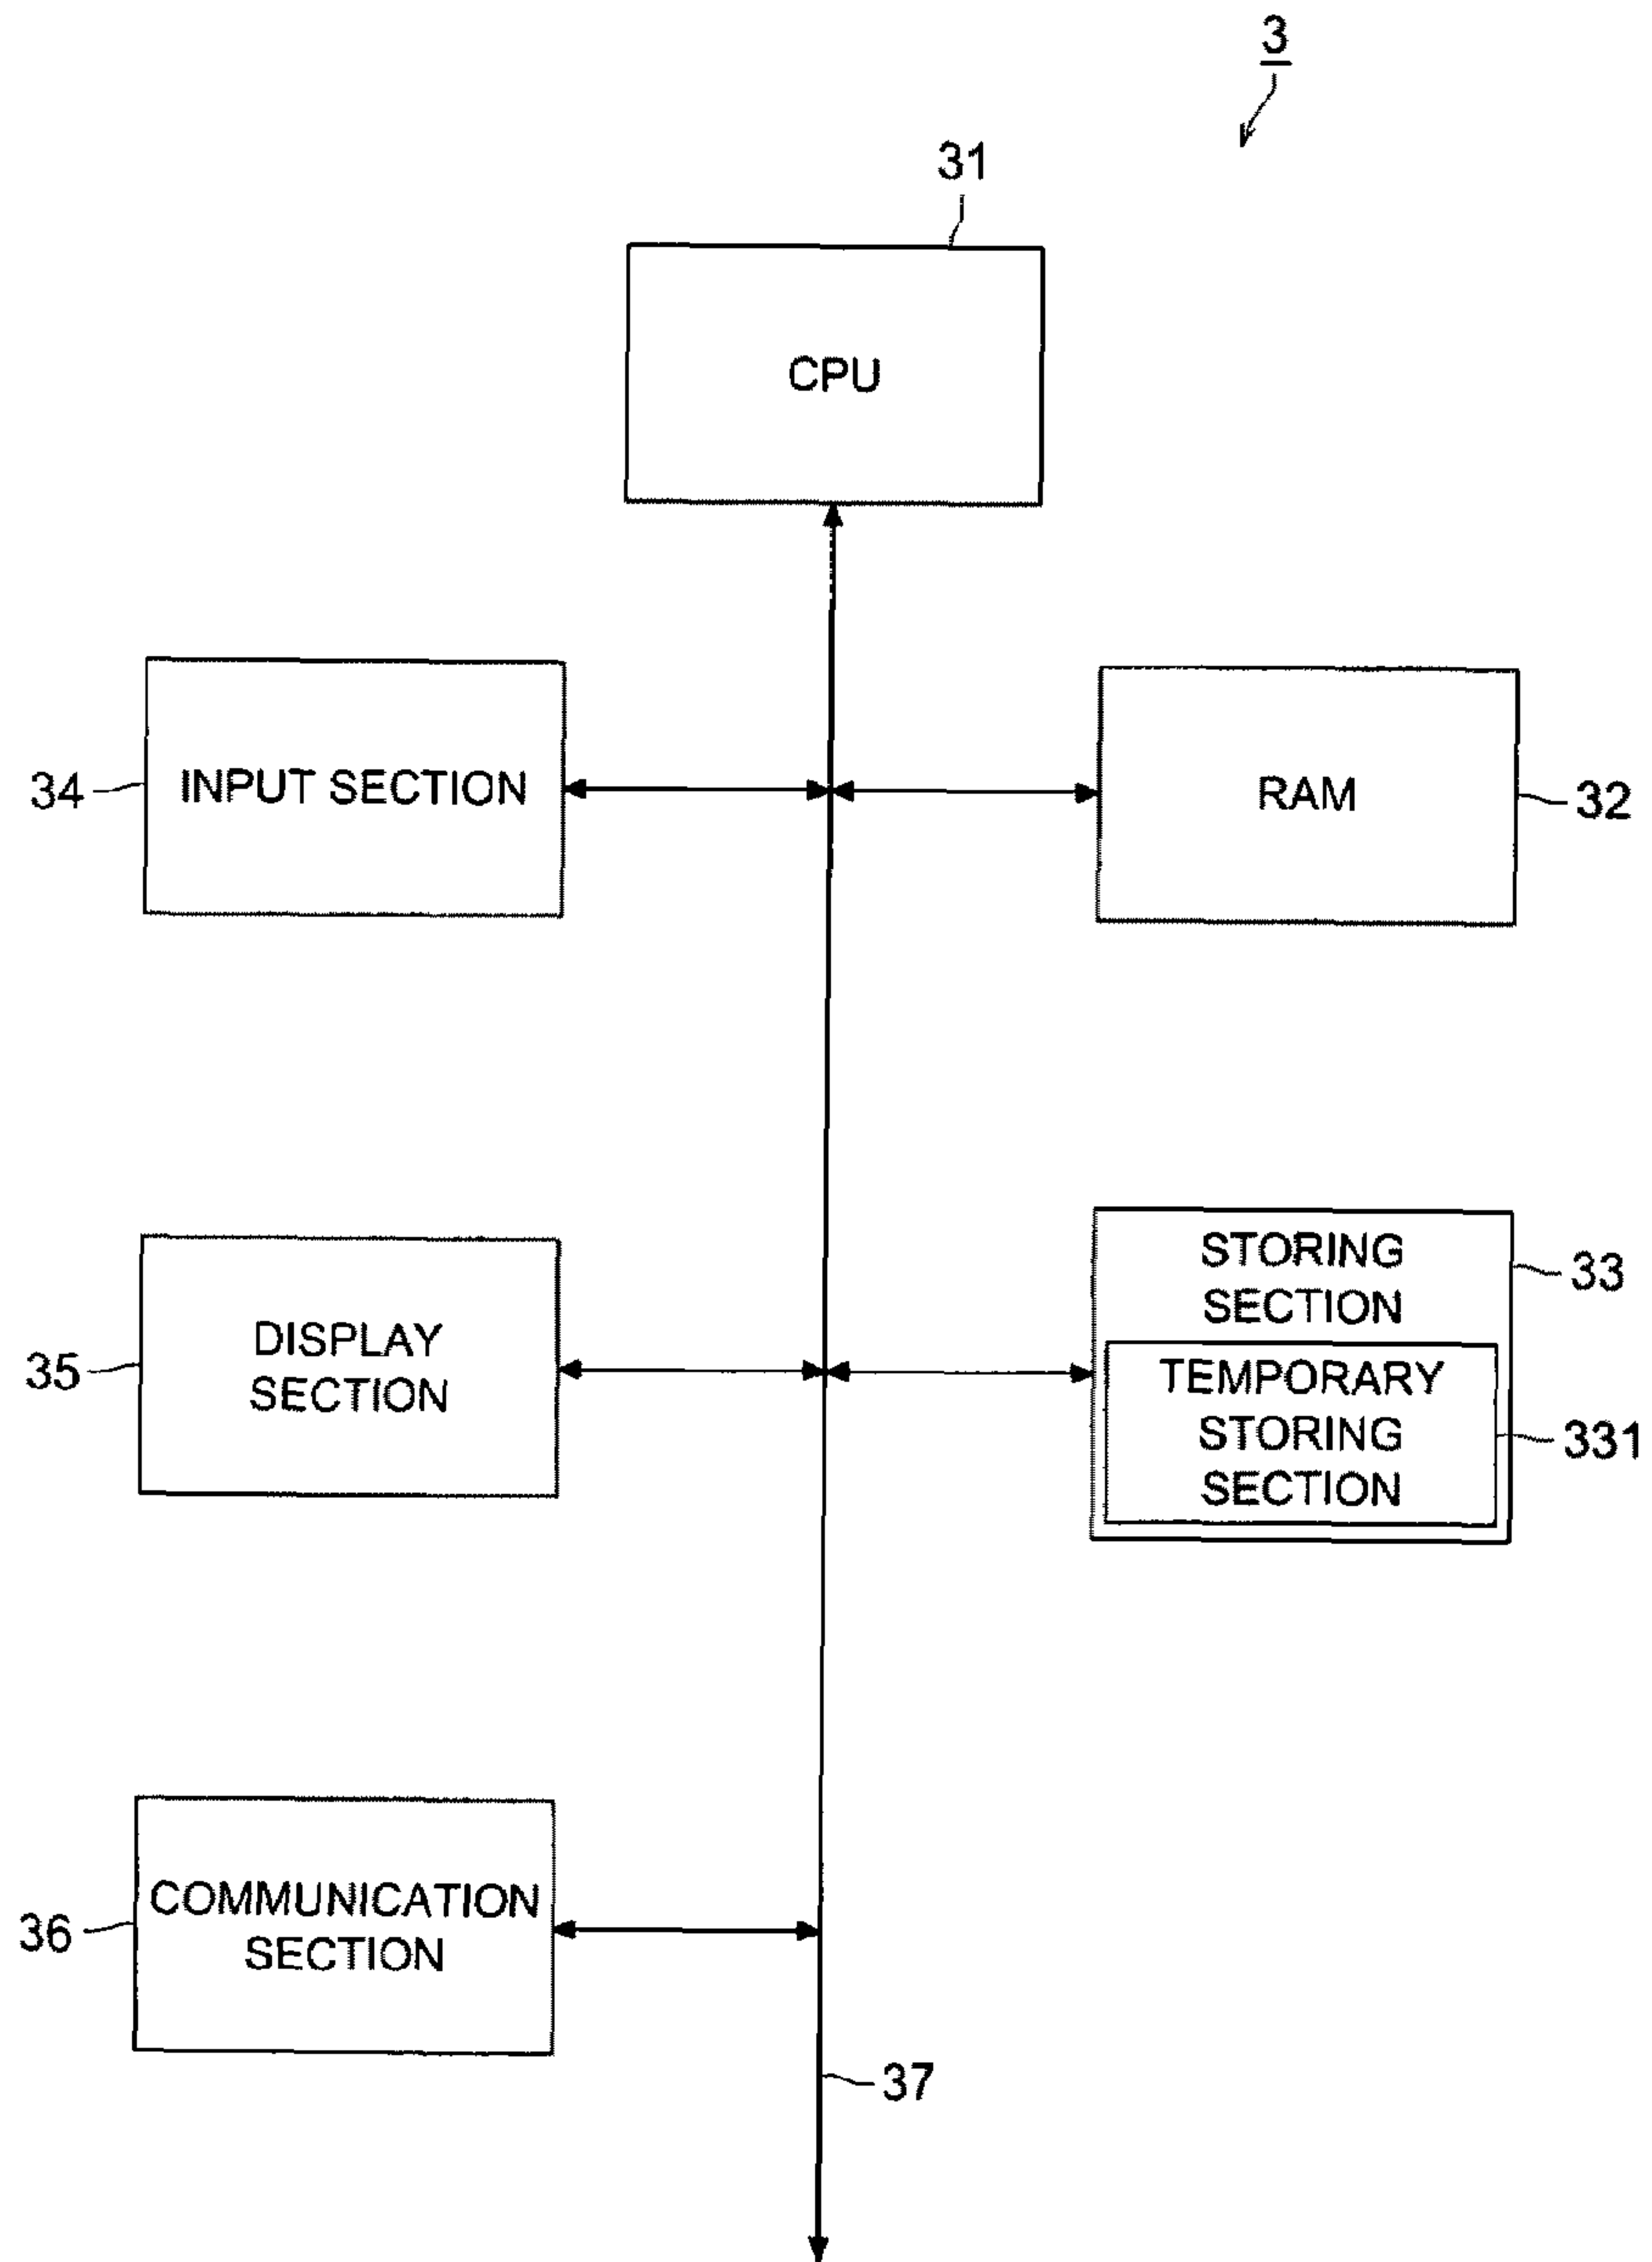 3
31
CPU
34
INPUT SECTION
RAM
32
STORING
SECTION
33
35
DISPLAY
SECTION
TEMPORARY
STORING
SECTION
331
36
COMMUNICATION
SECTION
37